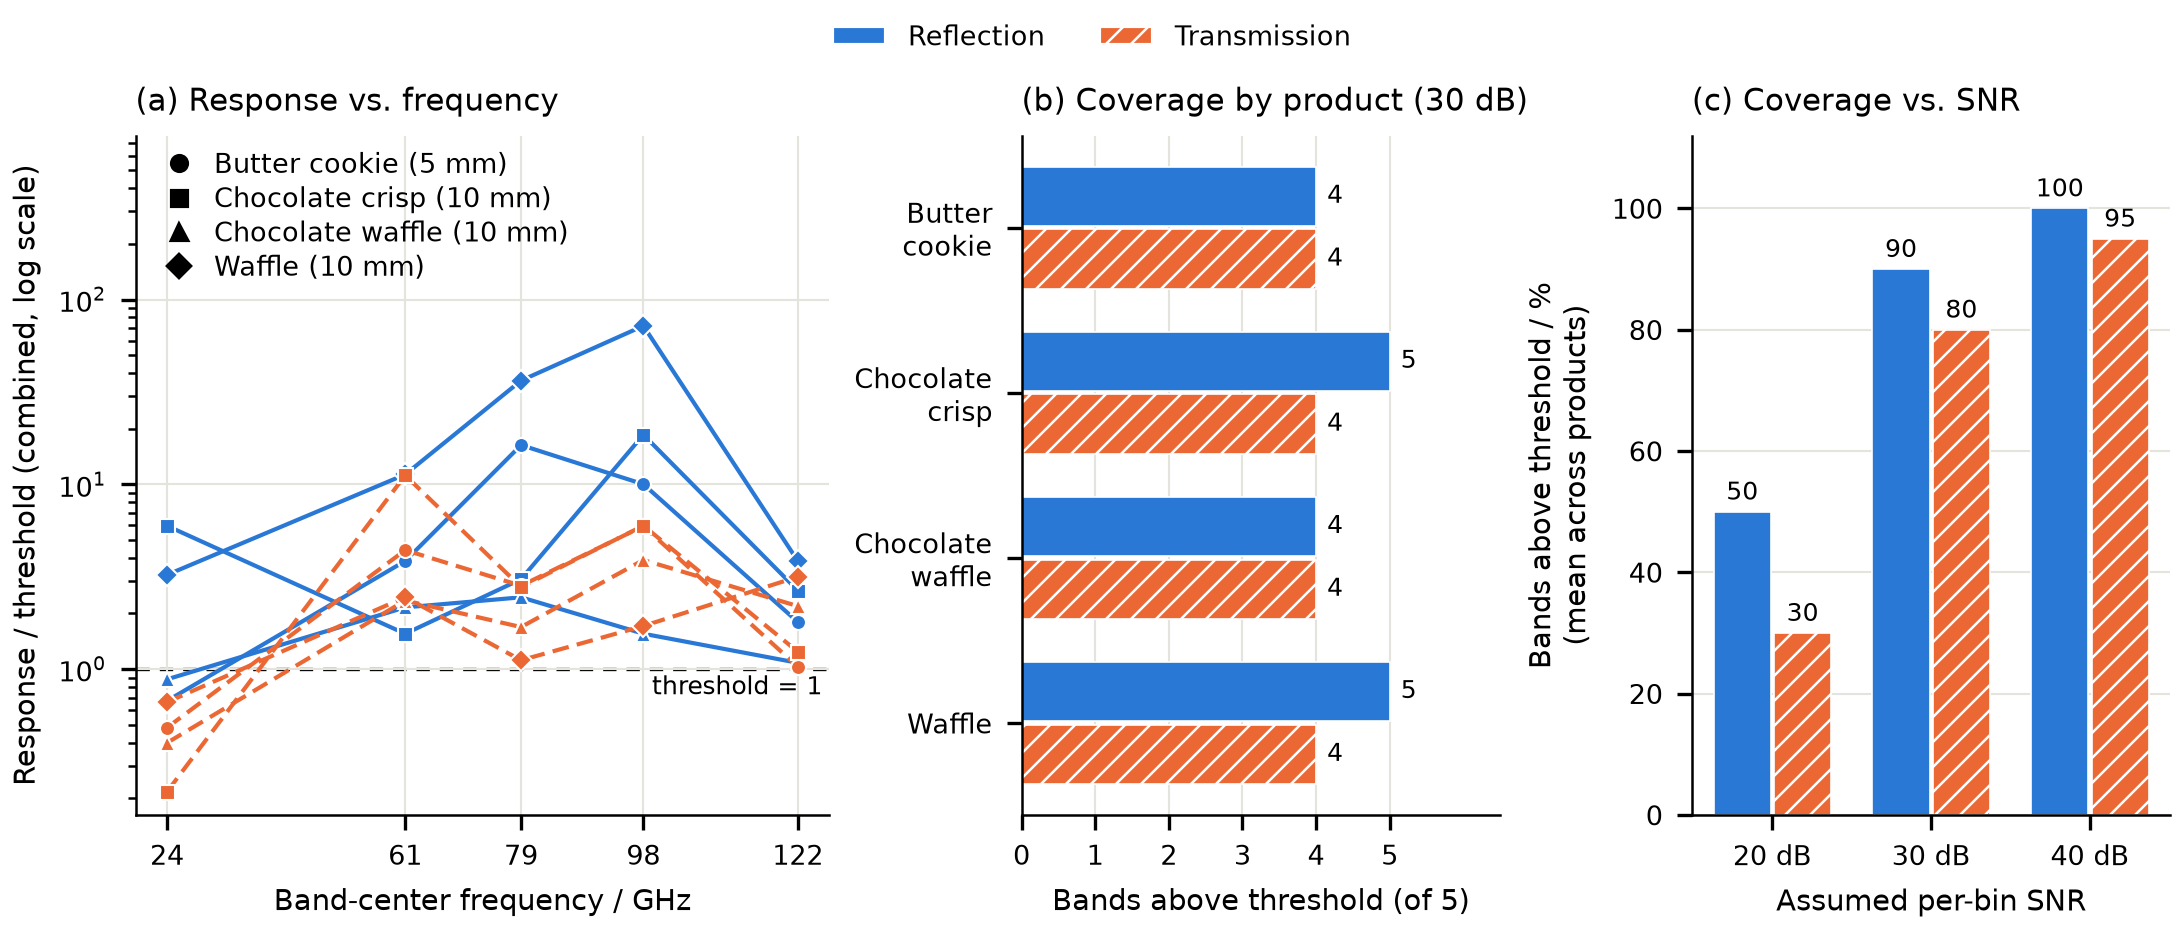 Reflection
Transmission
(a) Response vs. frequency
Butter cookie (5 mm)
Chocolate crisp (10 mm)
Chocolate waffle (10 mm)
Waffle (10 mm)
Response / threshold (combined, log scale)
10²
10¹
10⁰
threshold = 1
24
61
79
98
122
Band-center frequency / GHz
(b) Coverage by product (30 dB)
Butter
cookie
4
4
Chocolate
crisp
5
4
Chocolate
waffle
4
4
Waffle
5
4
0
1
2
3
4
5
Bands above threshold (of 5)
(c) Coverage vs. SNR
Bands above threshold / %
(mean across products)
100
80
60
40
20
0
50
30
90
80
100
95
20 dB
30 dB
40 dB
Assumed per-bin SNR